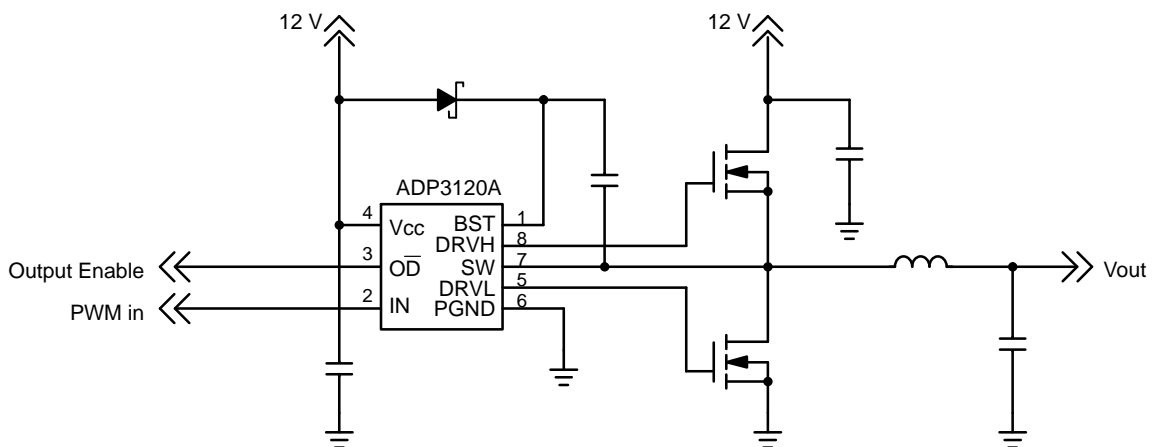 12 V
12 V
ADP3120A
4
Vcc
BST
1
DRVH
8
Output Enable
3
OD̅
SW
7
DRVL
5
PWM in
2
IN
PGND
6
Vout